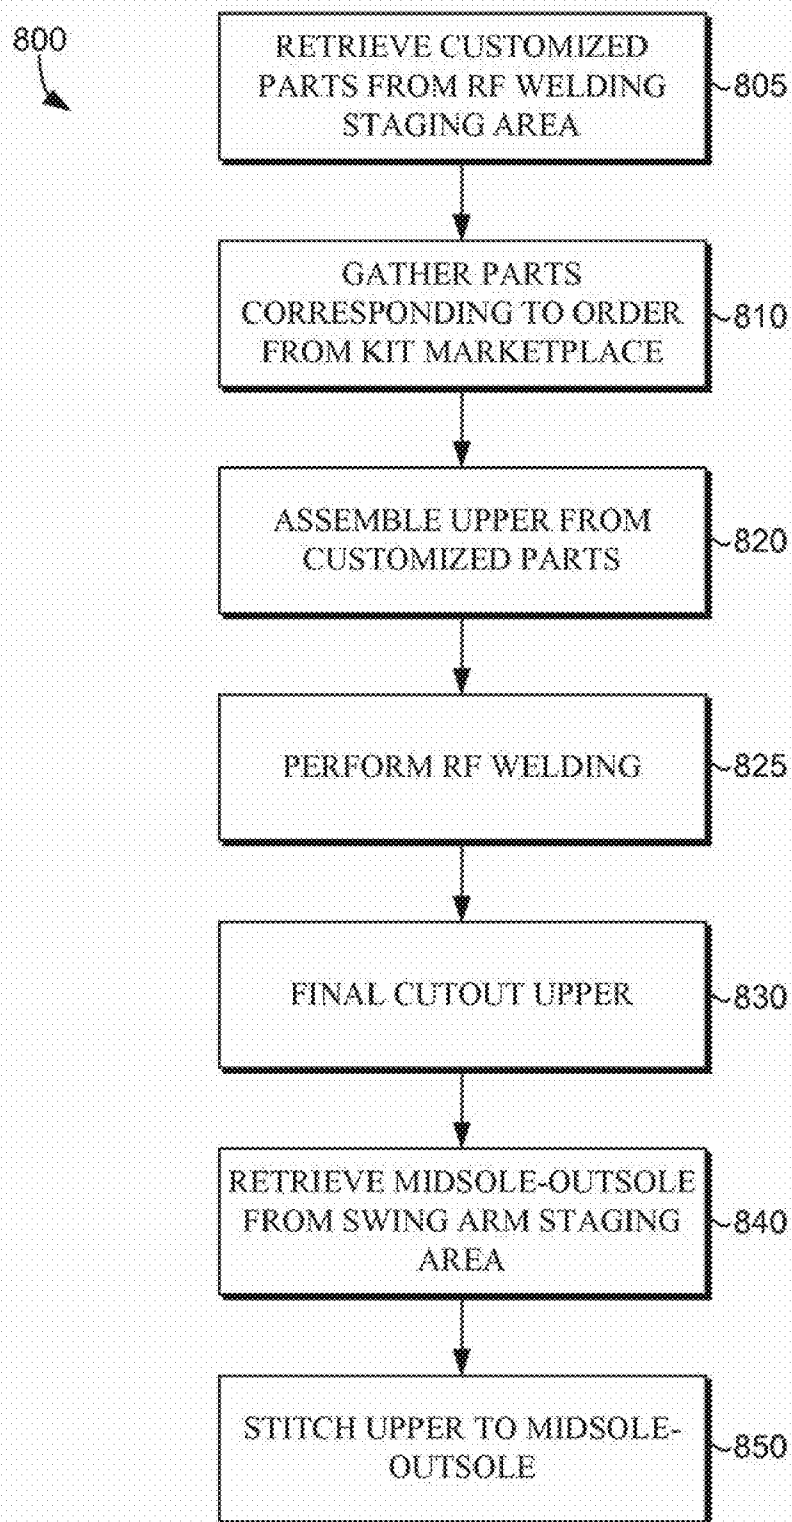 800
RETRIEVE CUSTOMIZED
PARTS FROM RF WELDING
STAGING AREA
805
GATHER PARTS
CORRESPONDING TO ORDER
FROM KIT MARKETPLACE
810
ASSEMBLE UPPER FROM
CUSTOMIZED PARTS
820
PERFORM RF WELDING
825
FINAL CUTOUT UPPER
830
RETRIEVE MIDSOLE-OUTSOLE
FROM SWING ARM STAGING
AREA
840
STITCH UPPER TO MIDSOLE-
OUTSOLE
850